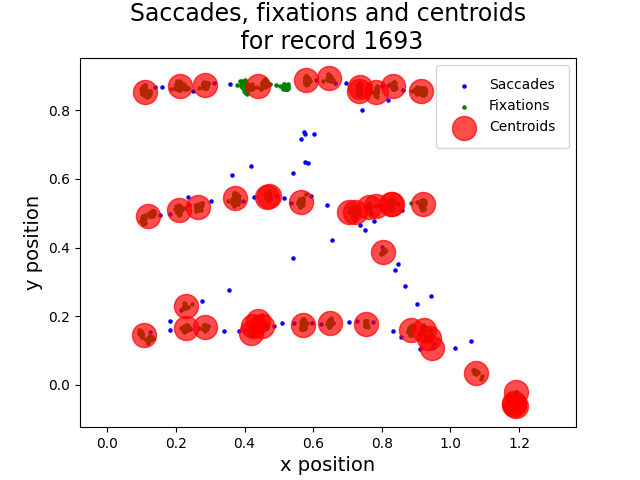 Saccades, fixations and centroids
for record 1693
Saccades
Fixations
Centroids
y position
0.8
0.6
0.4
0.2
0.0
0.0 0.2 0.4 0.6 0.8 1.0 1.2
x position